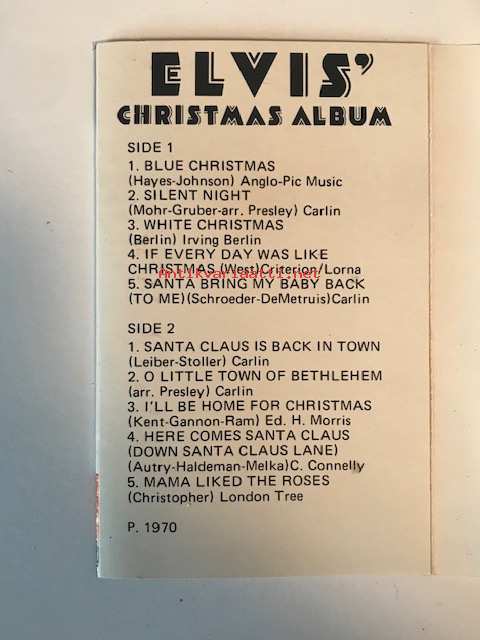 ELVIS'
CHRISTMAS ALBUM
SIDE 1
1. BLUE CHRISTMAS
(Hayes-Johnson) Anglo-Pic Music
2. SILENT NIGHT
(Mohr-Gruber-arr. Presley) Carlin
3. WHITE CHRISTMAS
(Berlin) Irving Berlin
4. IF EVERY DAY WAS LIKE
CHRISTMAS (West)Criterion/Lorna
Antikvariaatti.net
5. SANTA BRING MY BABY BACK
(TO ME)(Schroeder-DeMetruis)Carlin
SIDE 2
1. SANTA CLAUS IS BACK IN TOWN
(Leiber-Stoller) Carlin
2. O LITTLE TOWN OF BETHLEHEM
(arr. Presley) Carlin
3. I'LL BE HOME FOR CHRISTMAS
(Kent-Gannon-Ram) Ed. H. Morris
4. HERE COMES SANTA CLAUS
(DOWN SANTA CLAUS LANE)
(Autry-Haldeman-Melka)C. Connelly
5. MAMA LIKED THE ROSES
(Christopher) London Tree
P. 1970